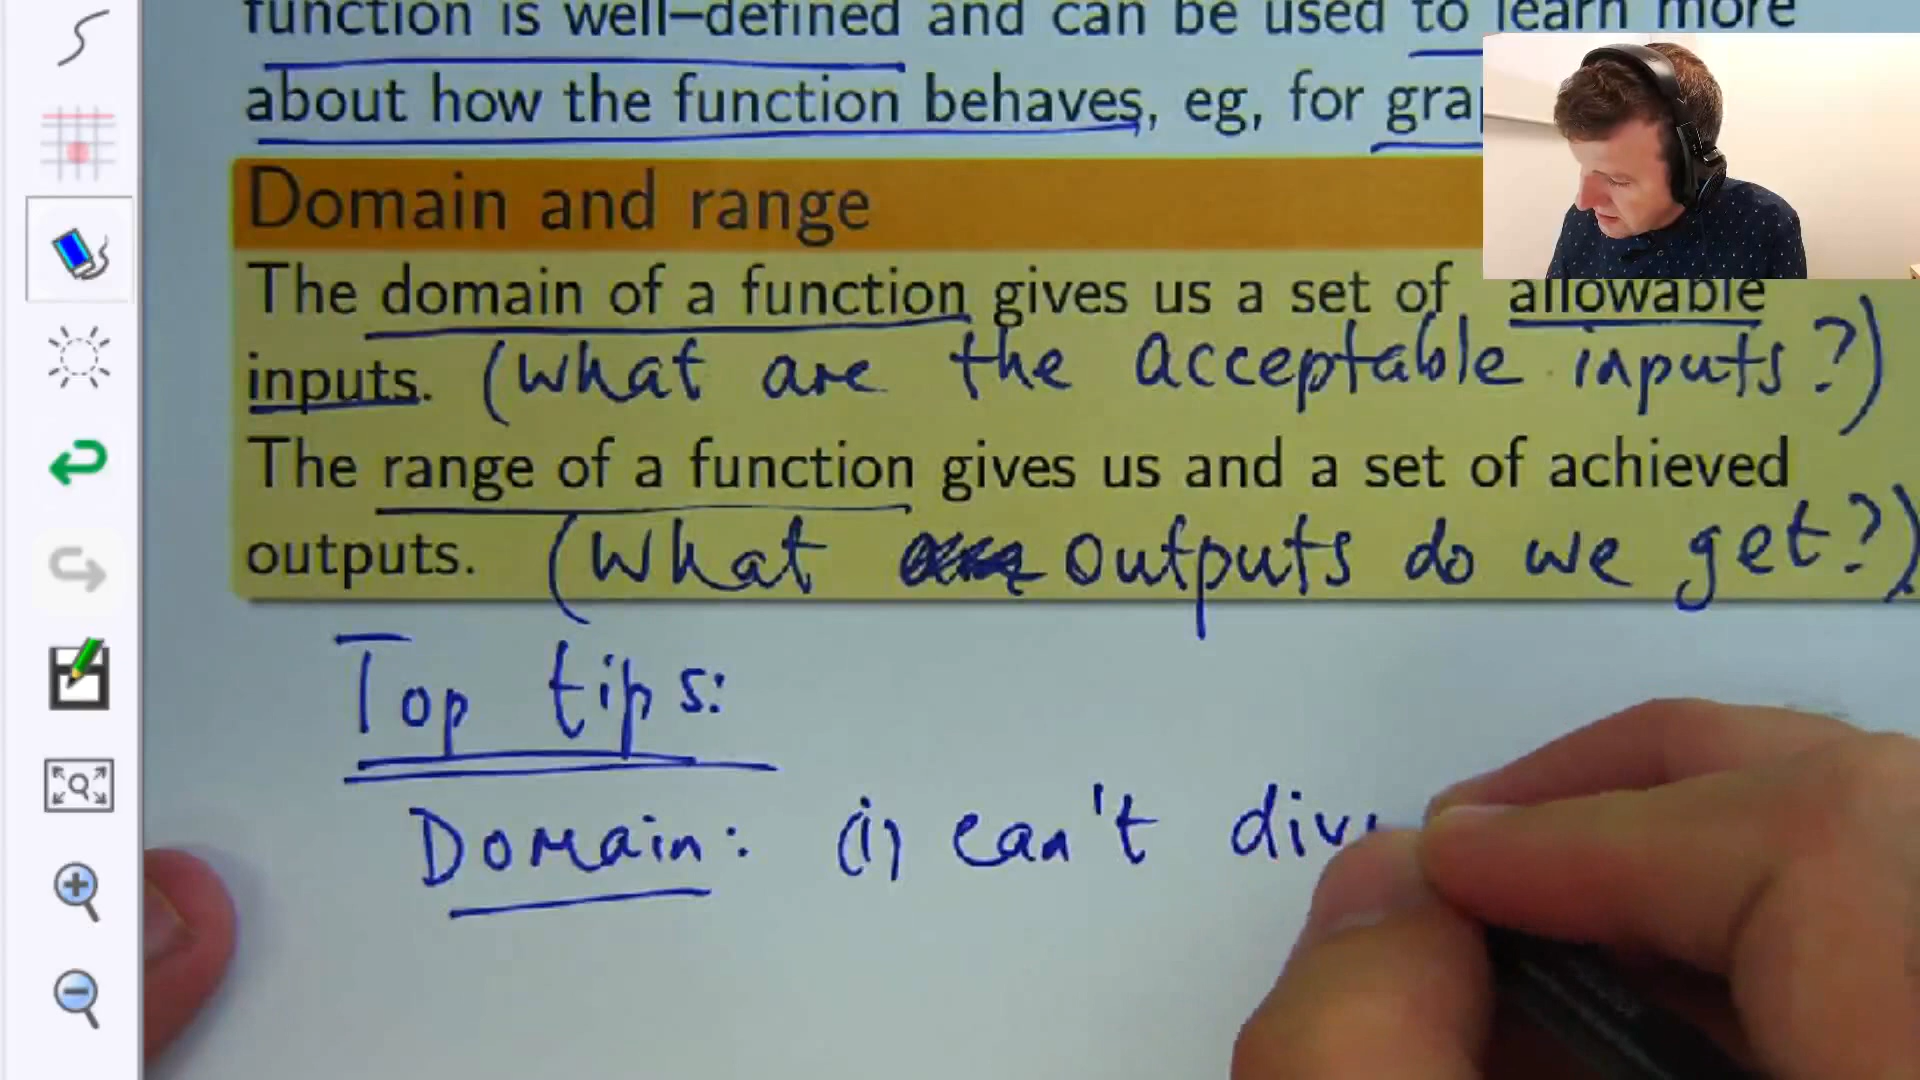 function is well–defined and can be used to learn more
about how the function behaves, eg, for gra
Domain and range
The domain of a function gives us a set of allowable
inputs. (What are the acceptable inputs?)
The range of a function gives us and a set of achieved
outputs. (What outputs do we get?)
Top tips:
Domain: (i) can't div